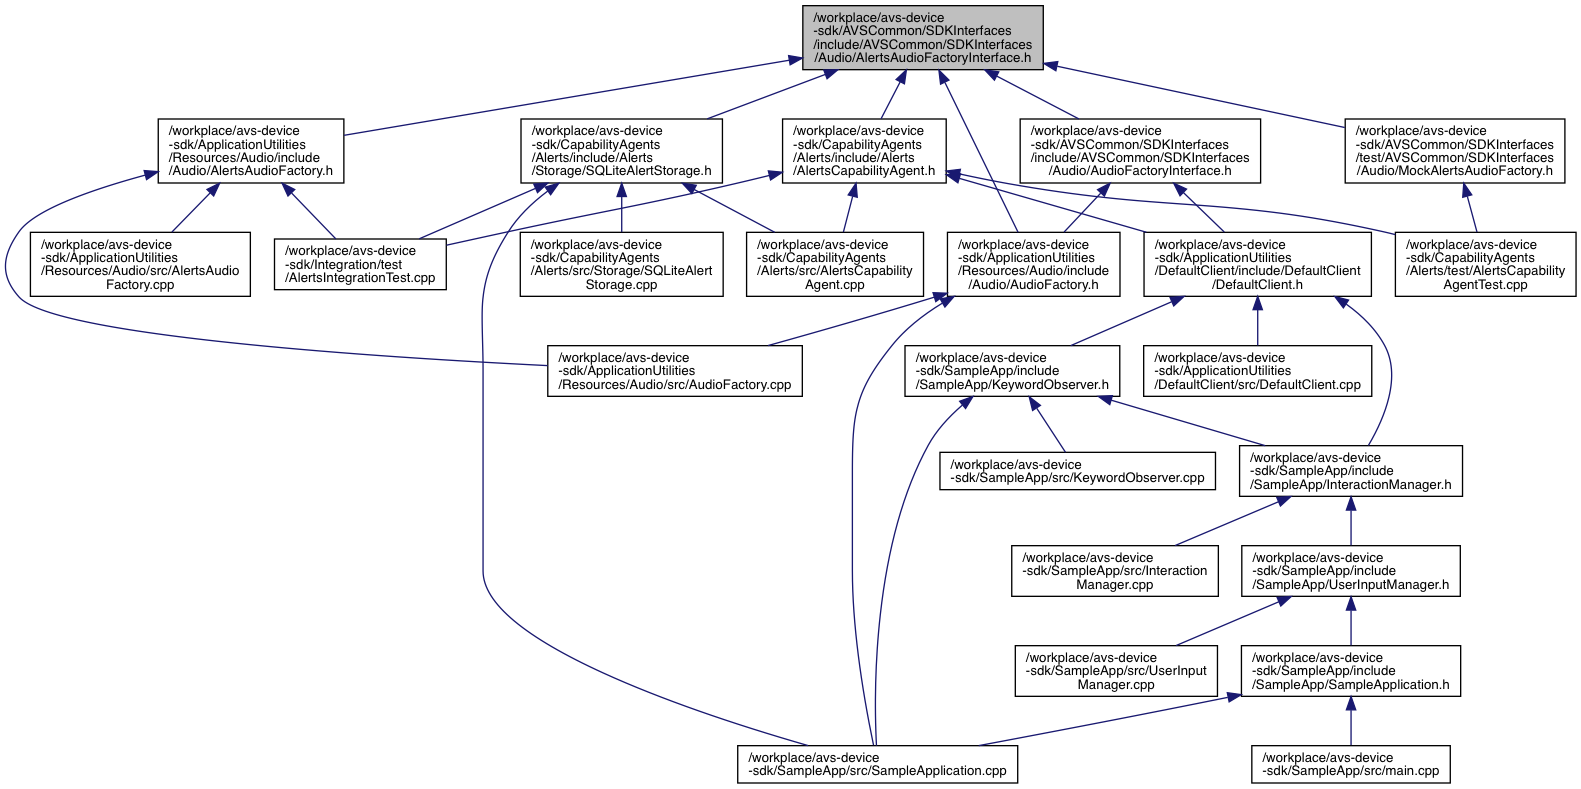 /workplace/avs-device
-sdk/AVSCommon/SDKInterfaces
/include/AVSCommon/SDKInterfaces
/Audio/AlertsAudioFactoryInterface.h
/workplace/avs-device
-sdk/ApplicationUtilities
/Resources/Audio/include
/Audio/AlertsAudioFactory.h
/workplace/avs-device
-sdk/CapabilityAgents
/Alerts/include/Alerts
/Storage/SQLiteAlertStorage.h
/workplace/avs-device
-sdk/CapabilityAgents
/Alerts/include/Alerts
/AlertsCapabilityAgent.h
/workplace/avs-device
-sdk/AVSCommon/SDKInterfaces
/include/AVSCommon/SDKInterfaces
/Audio/AudioFactoryInterface.h
/workplace/avs-device
-sdk/AVSCommon/SDKInterfaces
/test/AVSCommon/SDKInterfaces
/Audio/MockAlertsAudioFactory.h
/workplace/avs-device
-sdk/ApplicationUtilities
/Resources/Audio/src/AlertsAudio
Factory.cpp
/workplace/avs-device
-sdk/Integration/test
/AlertsIntegrationTest.cpp
/workplace/avs-device
-sdk/CapabilityAgents
/Alerts/src/Storage/SQLiteAlert
Storage.cpp
/workplace/avs-device
-sdk/CapabilityAgents
/Alerts/src/AlertsCapability
Agent.cpp
/workplace/avs-device
-sdk/ApplicationUtilities
/Resources/Audio/include
/Audio/AudioFactory.h
/workplace/avs-device
-sdk/ApplicationUtilities
/DefaultClient/include/DefaultClient
/DefaultClient.h
/workplace/avs-device
-sdk/CapabilityAgents
/Alerts/test/AlertsCapability
AgentTest.cpp
/workplace/avs-device
-sdk/ApplicationUtilities
/Resources/Audio/src/AudioFactory.cpp
/workplace/avs-device
-sdk/SampleApp/include
/SampleApp/KeywordObserver.h
/workplace/avs-device
-sdk/ApplicationUtilities
/DefaultClient/src/DefaultClient.cpp
/workplace/avs-device
-sdk/SampleApp/src/KeywordObserver.cpp
/workplace/avs-device
-sdk/SampleApp/include
/SampleApp/InteractionManager.h
/workplace/avs-device
-sdk/SampleApp/src/Interaction
Manager.cpp
/workplace/avs-device
-sdk/SampleApp/include
/SampleApp/UserInputManager.h
/workplace/avs-device
-sdk/SampleApp/src/UserInput
Manager.cpp
/workplace/avs-device
-sdk/SampleApp/include
/SampleApp/SampleApplication.h
/workplace/avs-device
-sdk/SampleApp/src/SampleApplication.cpp
/workplace/avs-device
-sdk/SampleApp/src/main.cpp